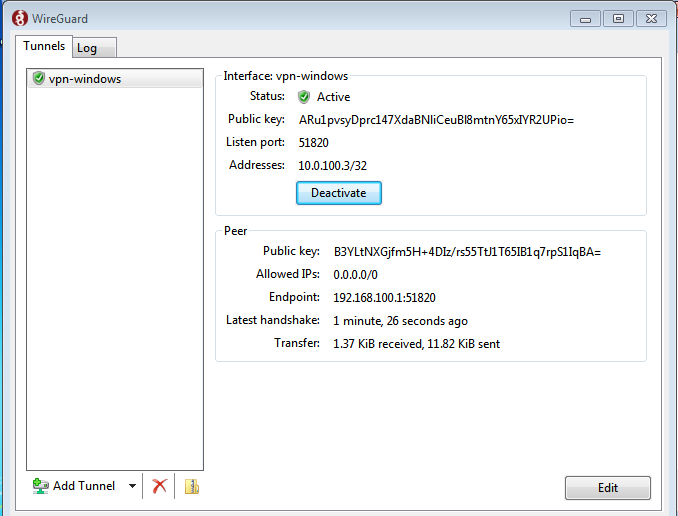 WireGuard
Tunnels Log
vpn-windows
Interface: vpn-windows
Status: Active
Public key: ARu1pvsyDprc147XdaBNIiCeuBl8mtnY65xIYR2UPio=
Listen port: 51820
Addresses: 10.0.100.3/32
Deactivate
Peer
Public key: B3YLtNXGjfm5H+4DIz/rs55TtJ1T65IB1q7rpS1IqBA=
Allowed IPs: 0.0.0.0/0
Endpoint: 192.168.100.1:51820
Latest handshake: 1 minute, 26 seconds ago
Transfer: 1.37 KiB received, 11.82 KiB sent
Add Tunnel
Edit